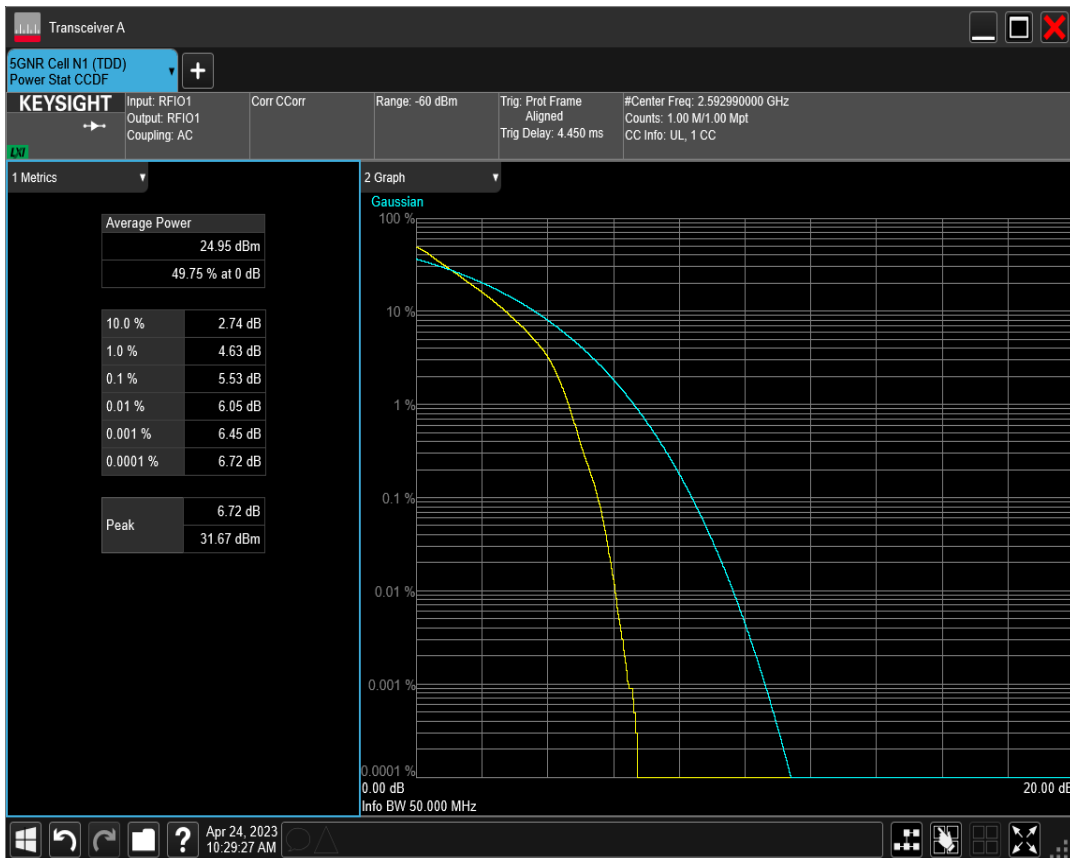 Transceiver A
5GNR Cell N1 (TDD)
Power Stat CCDF
+
KEYSIGHT
LXI
Input: RFIO1
Output: RFIO1
Coupling: AC
Corr CCorr
Range: -60 dBm
Trig: Prot Frame
Aligned
Trig Delay: 4.450 ms
#Center Freq: 2.592990000 GHz
Counts: 1.00 M/1.00 Mpt
CC Info: UL, 1 CC
1 Metrics
Average Power
24.95 dBm
49.75 % at 0 dB
10.0 % 2.74 dB
1.0 % 4.63 dB
0.1 % 5.53 dB
0.01 % 6.05 dB
0.001 % 6.45 dB
0.0001 % 6.72 dB
Peak
6.72 dB
31.67 dBm
2 Graph
Gaussian
100 %
10 %
1 %
0.1 %
0.01 %
0.001 %
0.0001 %
0.00 dB 20.00 dB
Info BW 50.000 MHz
?
Apr 24, 2023
10:29:27 AM